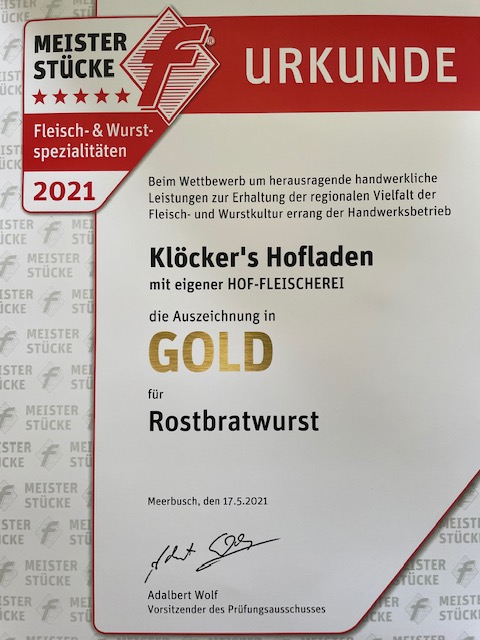 MEISTER
STÜCKE
Fleisch- & Wurst-
spezialitäten
2021
URKUNDE
Beim Wettbewerb um herausragende handwerkliche
Leistungen zur Erhaltung der regionalen Vielfalt der
Fleisch- und Wurstkultur errang der Handwerksbetrieb
Klöcker's Hofladen
mit eigener HOF-FLEISCHEREI
die Auszeichnung in
GOLD
für
Rostbratwurst
Meerbusch, den 17.5.2021
Adalbert Wolf
Vorsitzender des Prüfungsausschusses